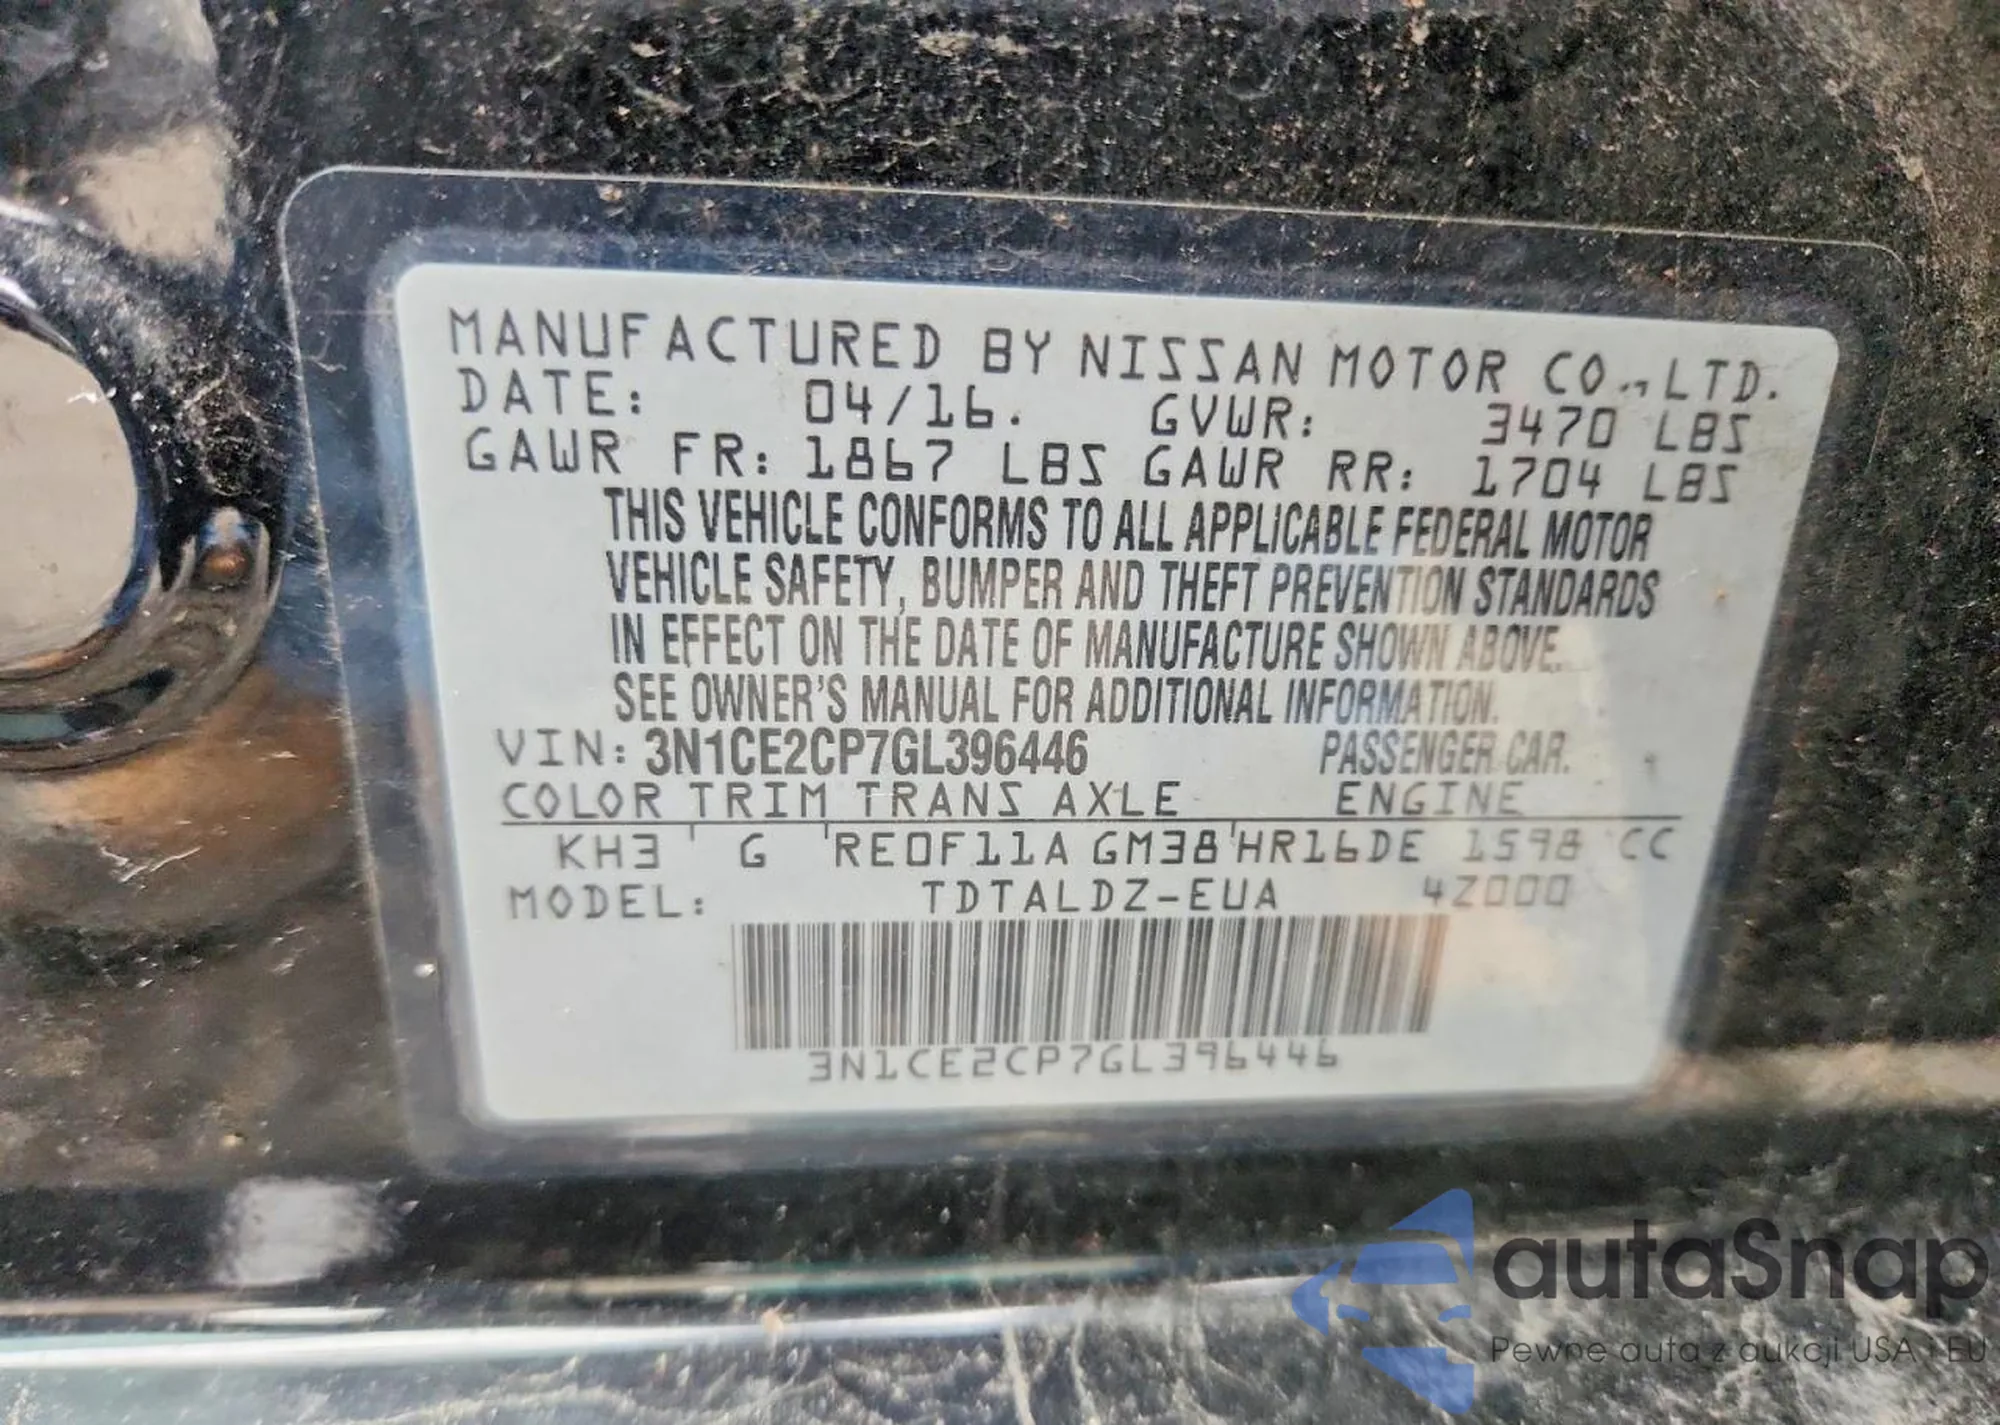 MANUFACTURED BY NISSAN MOTOR CO., LTD.
DATE: 04/16. GVWR: 3470 LBS
GAWR FR: 1867 LBS GAWR RR: 1704 LBS
THIS VEHICLE CONFORMS TO ALL APPLICABLE FEDERAL MOTOR
VEHICLE SAFETY, BUMPER AND THEFT PREVENTION STANDARDS
IN EFFECT ON THE DATE OF MANUFACTURE SHOWN ABOVE.
SEE OWNER'S MANUAL FOR ADDITIONAL INFORMATION.
VIN: 3N1CE2CP7GL396446 PASSENGER CAR.
COLOR TRIM TRANS AXLE ENGINE
KH3 G RE0F11A GM38 HR16DE 1598 CC
MODEL: TDTALDZ-EUA 4Z000
3N1CE2CP7GL396446
autaSnap
Pewne auta z aukcji USA i EU